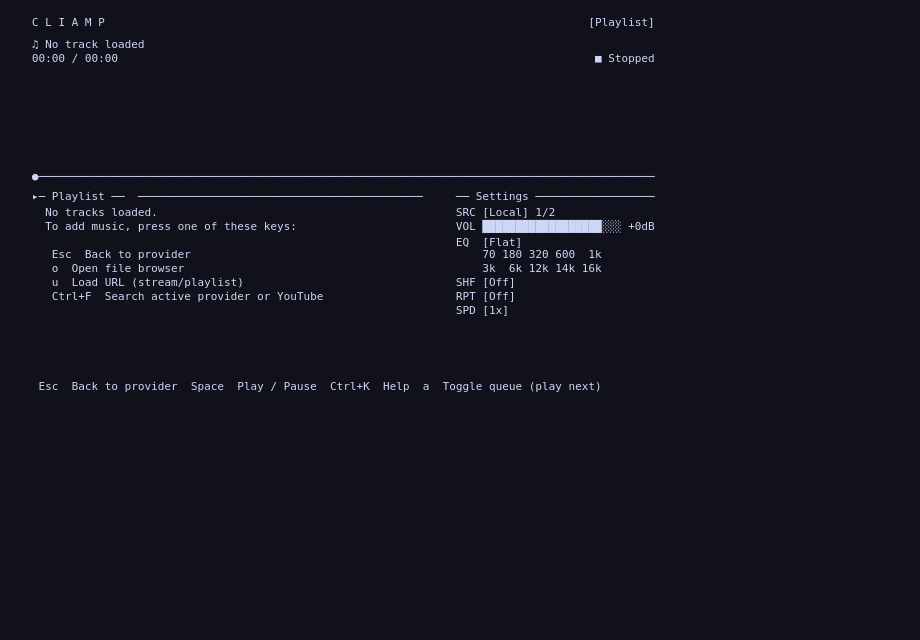 C L I A M P [Playlist]
♫ No track loaded
00:00 / 00:00 ■ Stopped
Playlist
No tracks loaded.
To add music, press one of these keys:
Esc Back to provider
o Open file browser
u Load URL (stream/playlist)
Ctrl+F Search active provider or YouTube
Settings
SRC [Local] 1/2
VOL +0dB
EQ [Flat]
70 180 320 600 1k
3k 6k 12k 14k 16k
SHF [Off]
RPT [Off]
SPD [1x]
Esc Back to provider Space Play / Pause Ctrl+K Help a Toggle queue (play next)